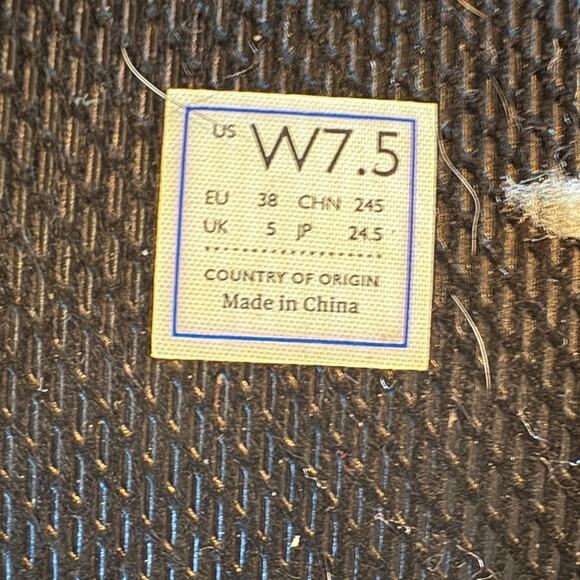 US W7.5
EU 38 CHN 245
UK 5 JP 24.5
COUNTRY OF ORIGIN
Made in China